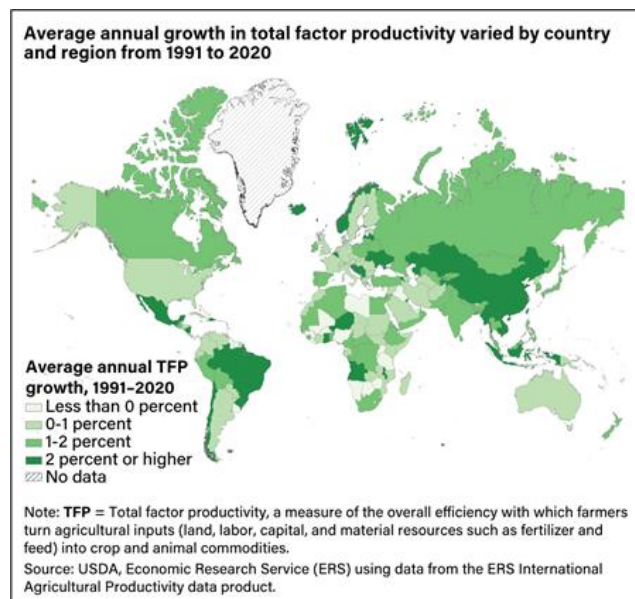 Average annual growth in total factor productivity varied by country
and region from 1991 to 2020
Average annual TFP
growth, 1991–2020
Less than 0 percent
0-1 percent
1-2 percent
2 percent or higher
No data
Note: TFP = Total factor productivity, a measure of the overall efficiency with which farmers
turn agricultural inputs (land, labor, capital, and material resources such as fertilizer and
feed) into crop and animal commodities.
Source: USDA, Economic Research Service (ERS) using data from the ERS International
Agricultural Productivity data product.